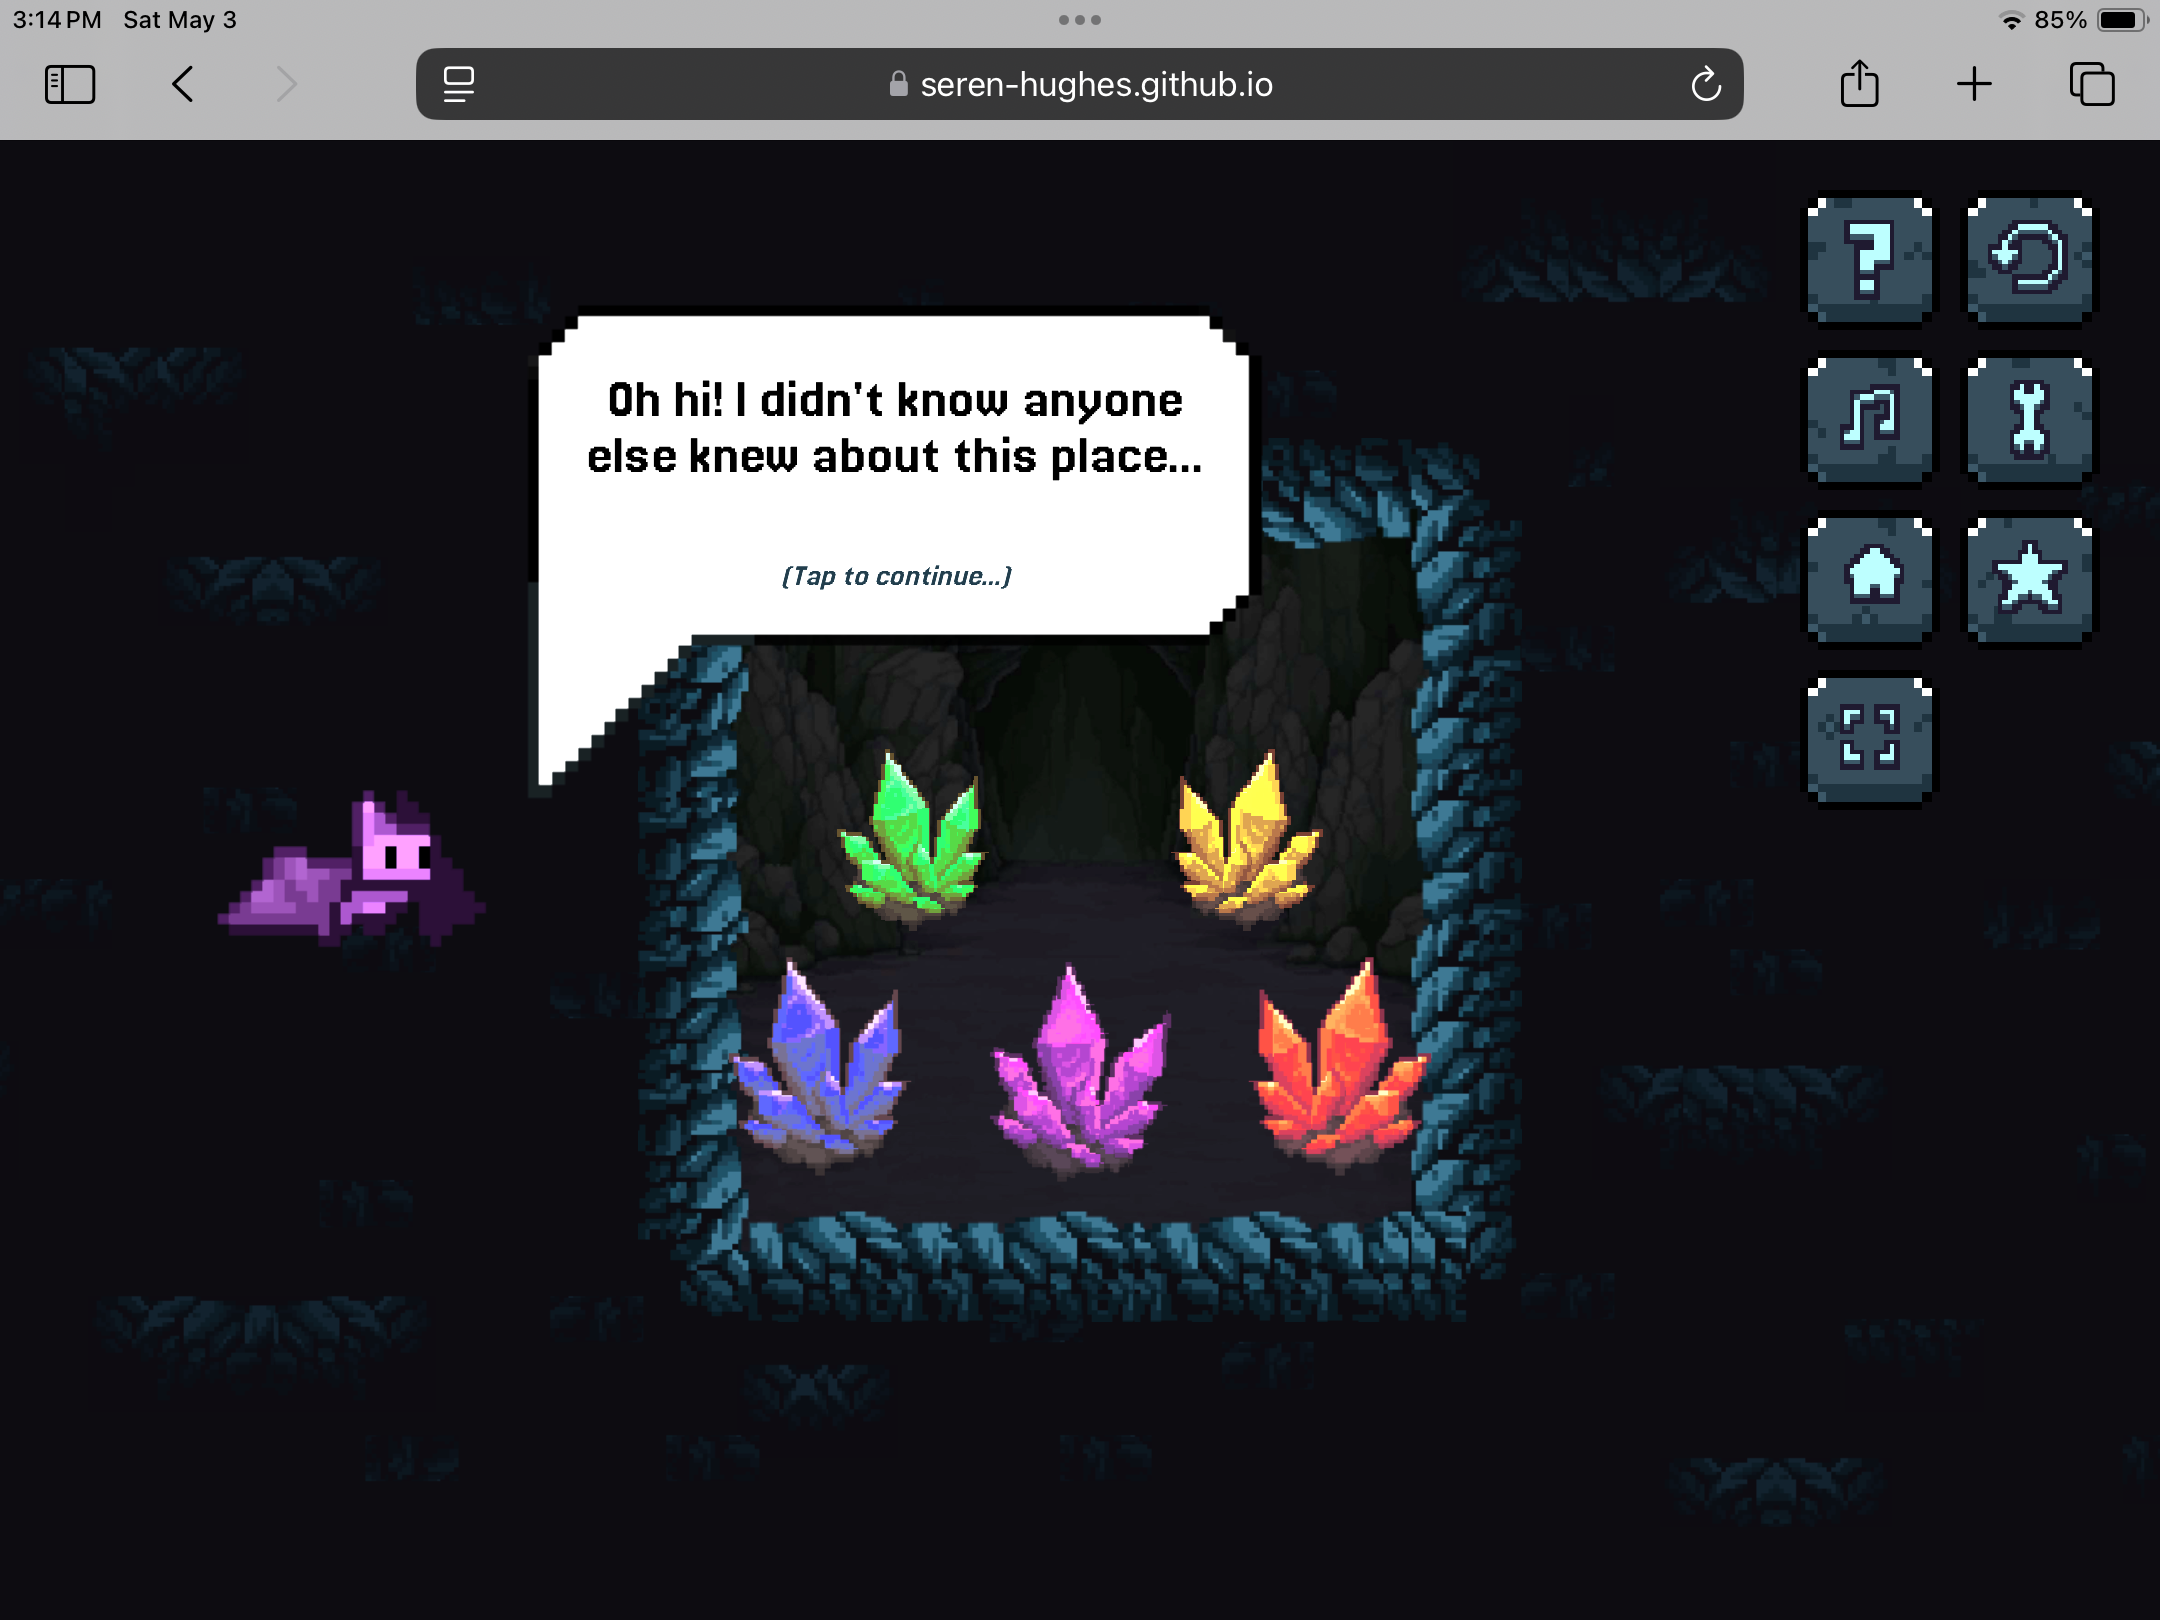 3:14 PM Sat May 3
85%
seren-hughes.github.io
?
Oh hi! I didn't know anyone
else knew about this place...
(Tap to continue...)